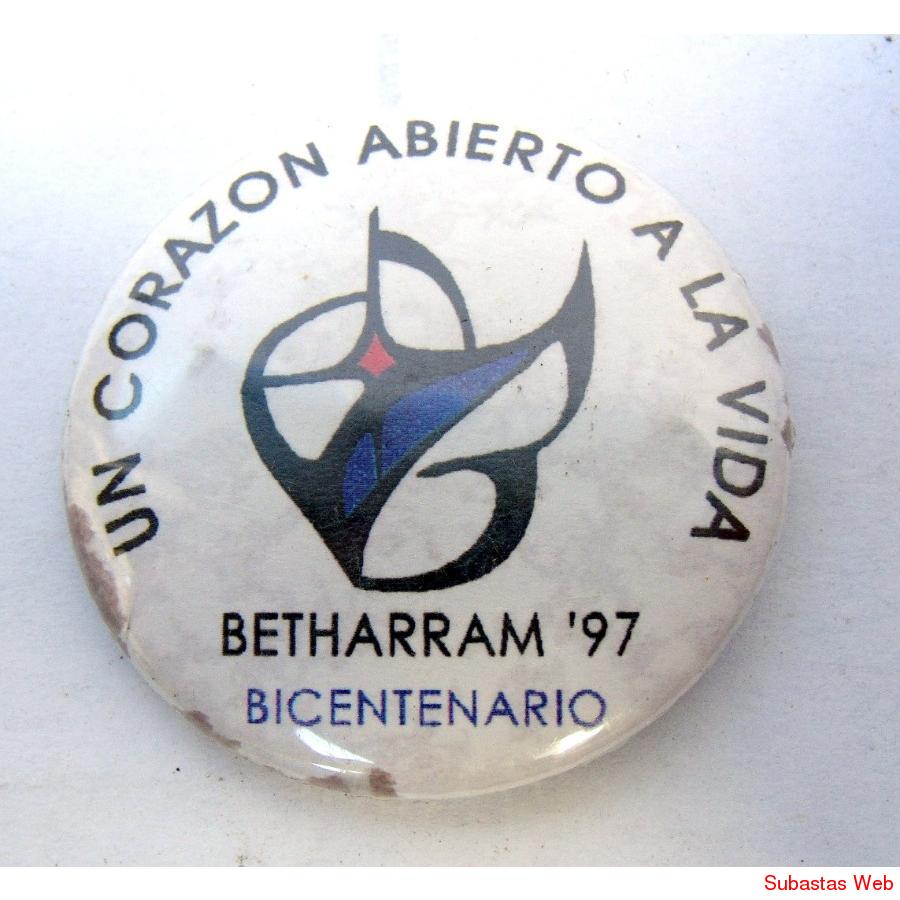 UN CORAZON ABIERTO A LA VIDA
BETHARRAM '97
BICENTENARIO
Subastas Web